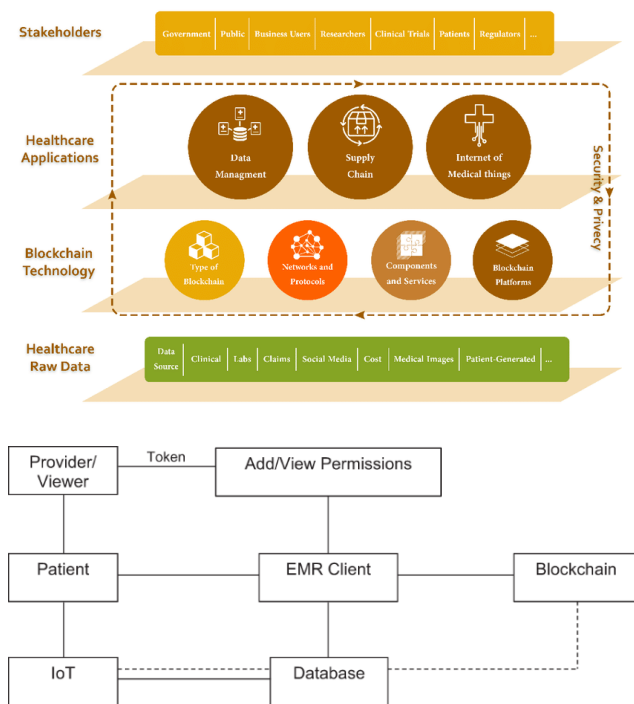 Stakeholders
Government Public Business Users Researchers Clinical Trials Patients Regulators ...
Healthcare
Applications
Data
Managment
Supply
Chain
Internet of
Medical things
Security & Privacy
Blockchain
Technology
Type of
Blockchain
Networks and
Protocols
Components
and Services
Blockchain
Platforms
Healthcare
Raw Data
Data
Source
Clinical Labs Claims Social Media Cost Medical Images Patient-Generated ...
Provider/
Viewer
Token
Add/View Permissions
Patient
EMR Client
Blockchain
IoT
Database